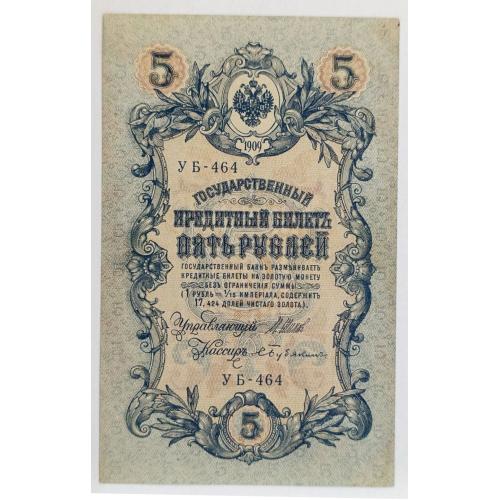 5 5
1909
УБ-464
ГОСУДАРСТВЕННЫЙ
КРЕДИТНЫЙ БИЛЕТЪ
ПЯТЬ РУБЛЕЙ
ГОСУДАРСТВЕННЫЙ БАНКЪ РАЗМѢНИВАЕТЪ
КРЕДИТНЫЕ БИЛЕТЫ НА ЗОЛОТУЮ МОНЕТУ
БЕЗЪ ОГРАНИЧЕНІЯ СУММЫ
(1 РУБЛЬ = 1/15 ИМПЕРІАЛА, СОДЕРЖИТЪ
17,424 ДОЛЕЙ ЧИСТАГО ЗОЛОТА).
Управляющій
Кассиръ
УБ-464
5